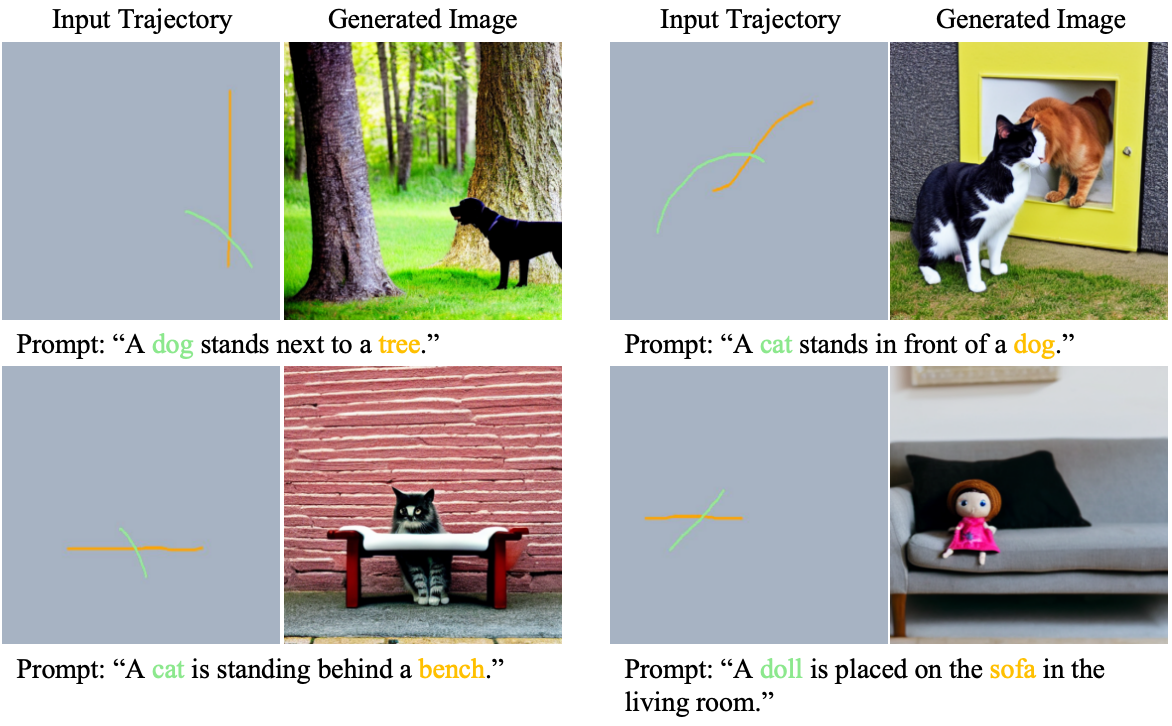 Input Trajectory Generated Image Input Trajectory Generated Image
Prompt: “A dog stands next to a tree.” Prompt: “A cat stands in front of a dog.”
Prompt: “A cat is standing behind a bench.” Prompt: “A doll is placed on the sofa in the
living room.”